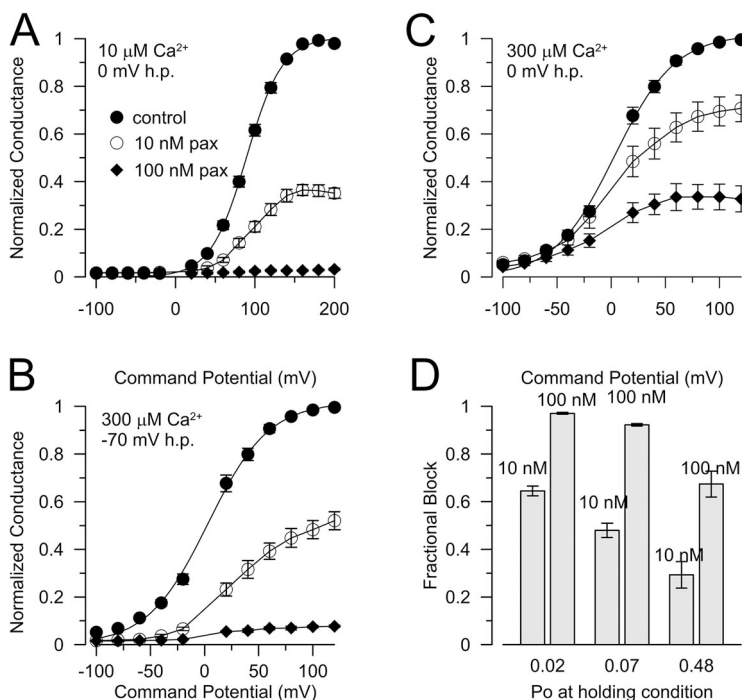 A
10 μM Ca²⁺
0 mV h.p.
control
10 nM pax
100 nM pax
Normalized Conductance
1
0.8
0.6
0.4
0.2
0
-100
0
100
200
Command Potential (mV)
C
300 μM Ca²⁺
0 mV h.p.
Normalized Conductance
1
0.8
0.6
0.4
0.2
0
-100
-50
0
50
100
Command Potential (mV)
B
300 μM Ca²⁺
-70 mV h.p.
Normalized Conductance
1
0.8
0.6
0.4
0.2
0
-100
-50
0
50
100
Command Potential (mV)
D
Fractional Block
1
0.8
0.6
0.4
0.2
0
10 nM
100 nM
10 nM
100 nM
10 nM
100 nM
0.02
0.07
0.48
Po at holding condition